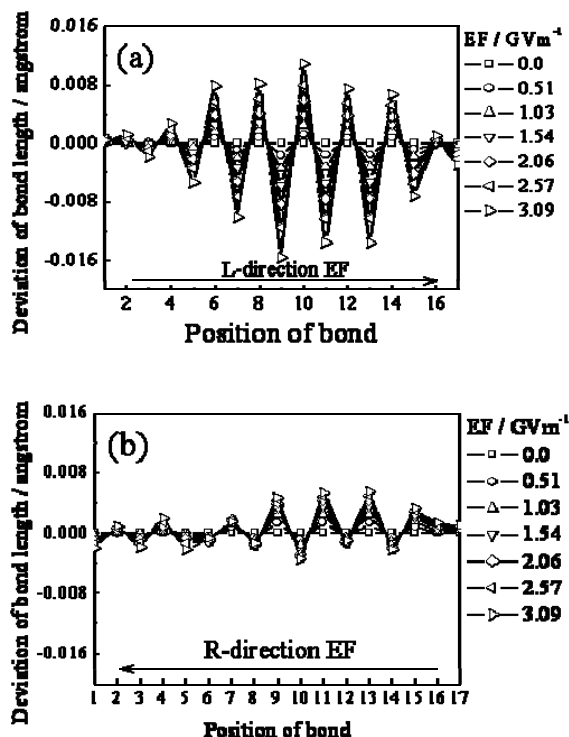 0.016
0.008
0.000
-0.008
-0.016
Deviation of bond length / angstrom
(a)
L-direction EF
2 4 6 8 10 12 14 16
Position of bond
EF / GVm-1
0.0
0.51
1.03
1.54
2.06
2.57
3.09
0.016
0.008
0.000
-0.008
-0.016
Deviation of bond length / angstrom
(b)
R-direction EF
1 2 3 4 5 6 7 8 9 10 11 12 13 14 15 16 17
Position of bond
EF / GVm-1
0.0
0.51
1.03
1.54
2.06
2.57
3.09